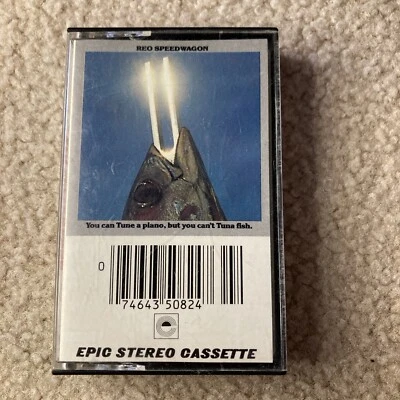 REO SPEEDWAGON
You can Tune a piano, but you can't Tuna fish.
0
74643 50824
e
EPIC STEREO CASSETTE